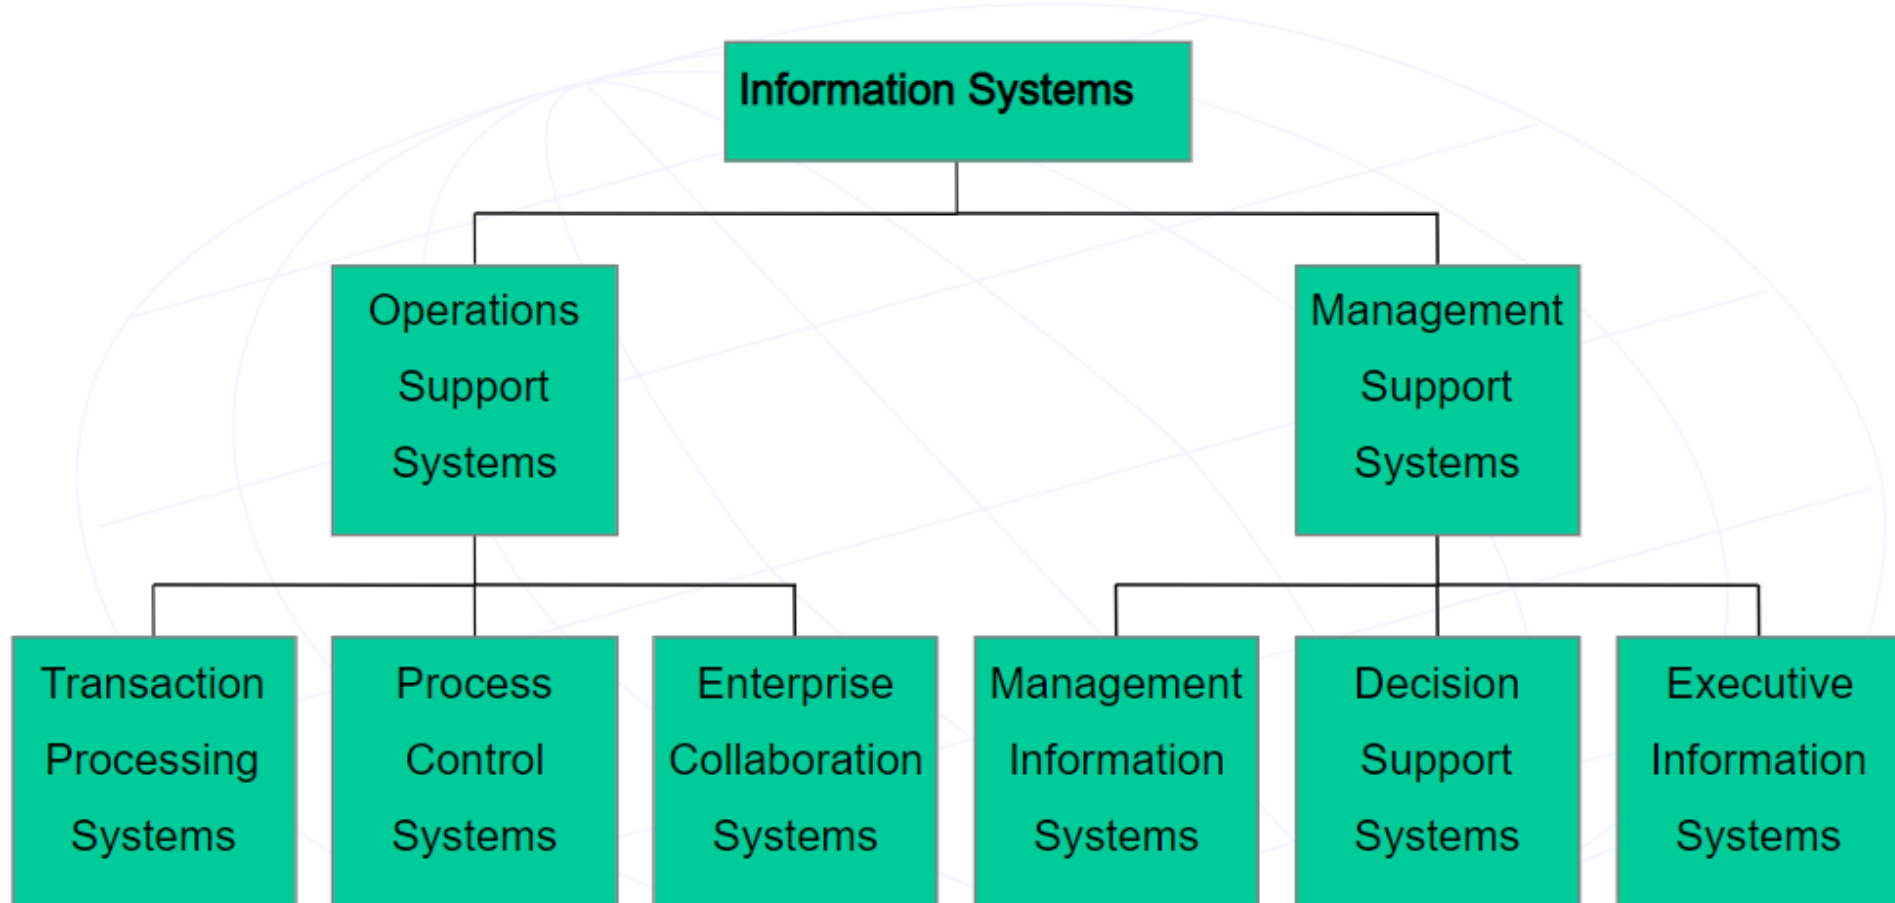 Information Systems
Operations
Support
Systems
Management
Support
Systems
Transaction
Processing
Systems
Process
Control
Systems
Enterprise
Collaboration
Systems
Management
Information
Systems
Decision
Support
Systems
Executive
Information
Systems